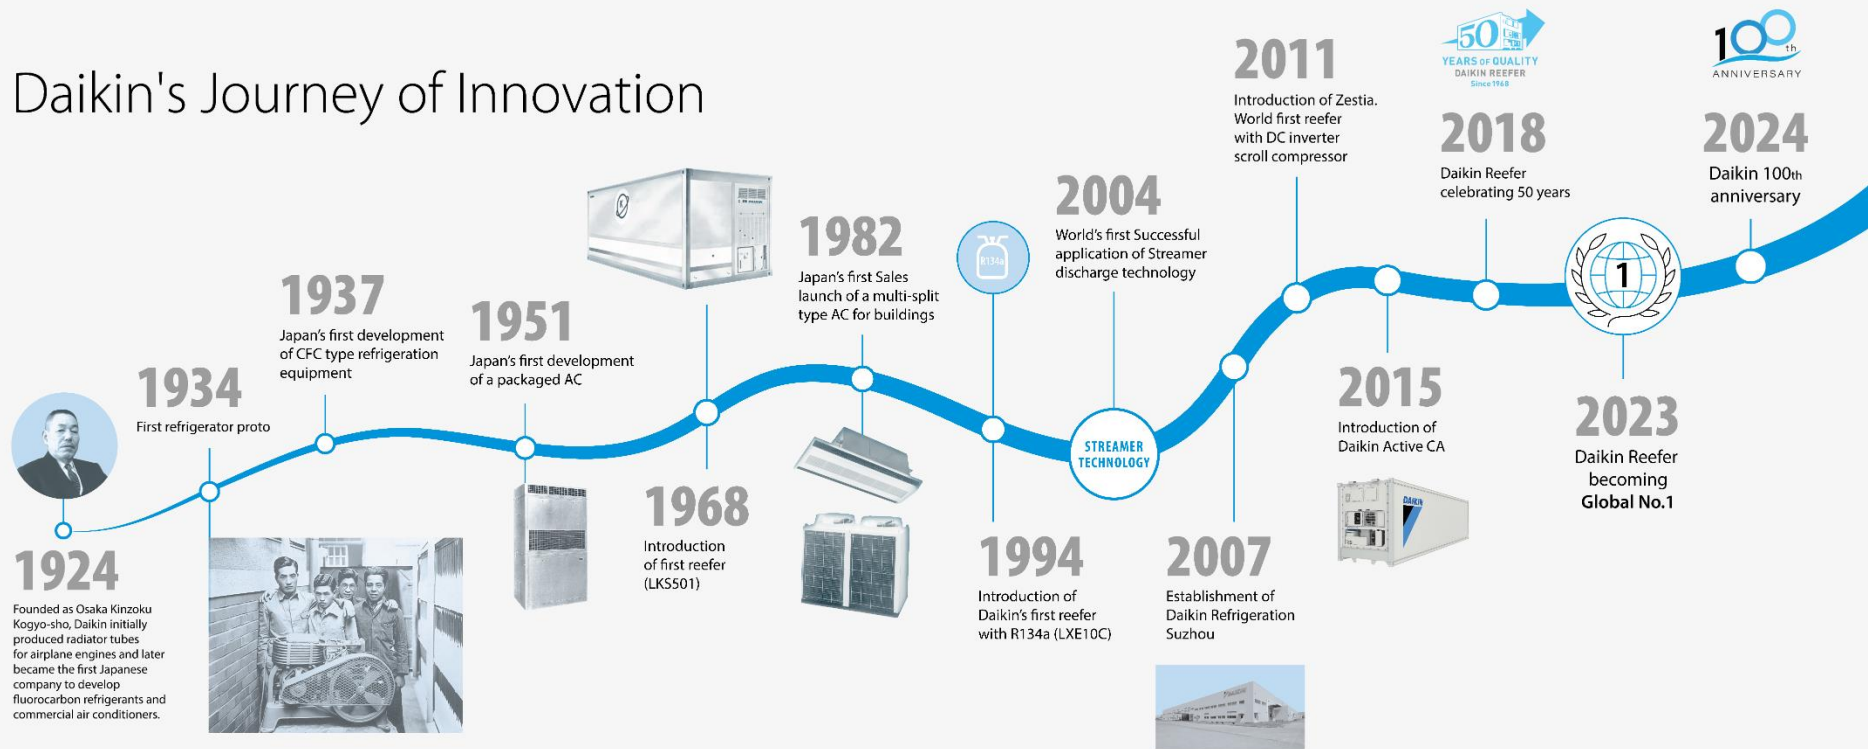 Daikin's Journey of Innovation
1924
Founded as Osaka Kinzoku
Kogyo-sho, Daikin initially
produced radiator tubes
for airplane engines and later
became the first Japanese
company to develop
fluorocarbon refrigerants and
commercial air conditioners.
1934
First refrigerator proto
1937
Japan's first development
of CFC type refrigeration
equipment
1951
Japan's first development
of a packaged AC
1968
Introduction
of first reefer
(LKS501)
1982
Japan's first Sales
launch of a multi-split
type AC for buildings
R134a
1994
Introduction of
Daikin's first reefer
with R134a (LXE10C)
2004
World's first Successful
application of Streamer
discharge technology
STREAMER
TECHNOLOGY
2007
Establishment of
Daikin Refrigeration
Suzhou
2011
Introduction of Zestia.
World first reefer
with DC inverter
scroll compressor
2015
Introduction of
Daikin Active CA
DAIKIN
50
YEARS OF QUALITY
DAIKIN REEFER
Since 1968
2018
Daikin Reefer
celebrating 50 years
1
2023
Daikin Reefer
becoming
Global No.1
100th
ANNIVERSARY
2024
Daikin 100th
anniversary